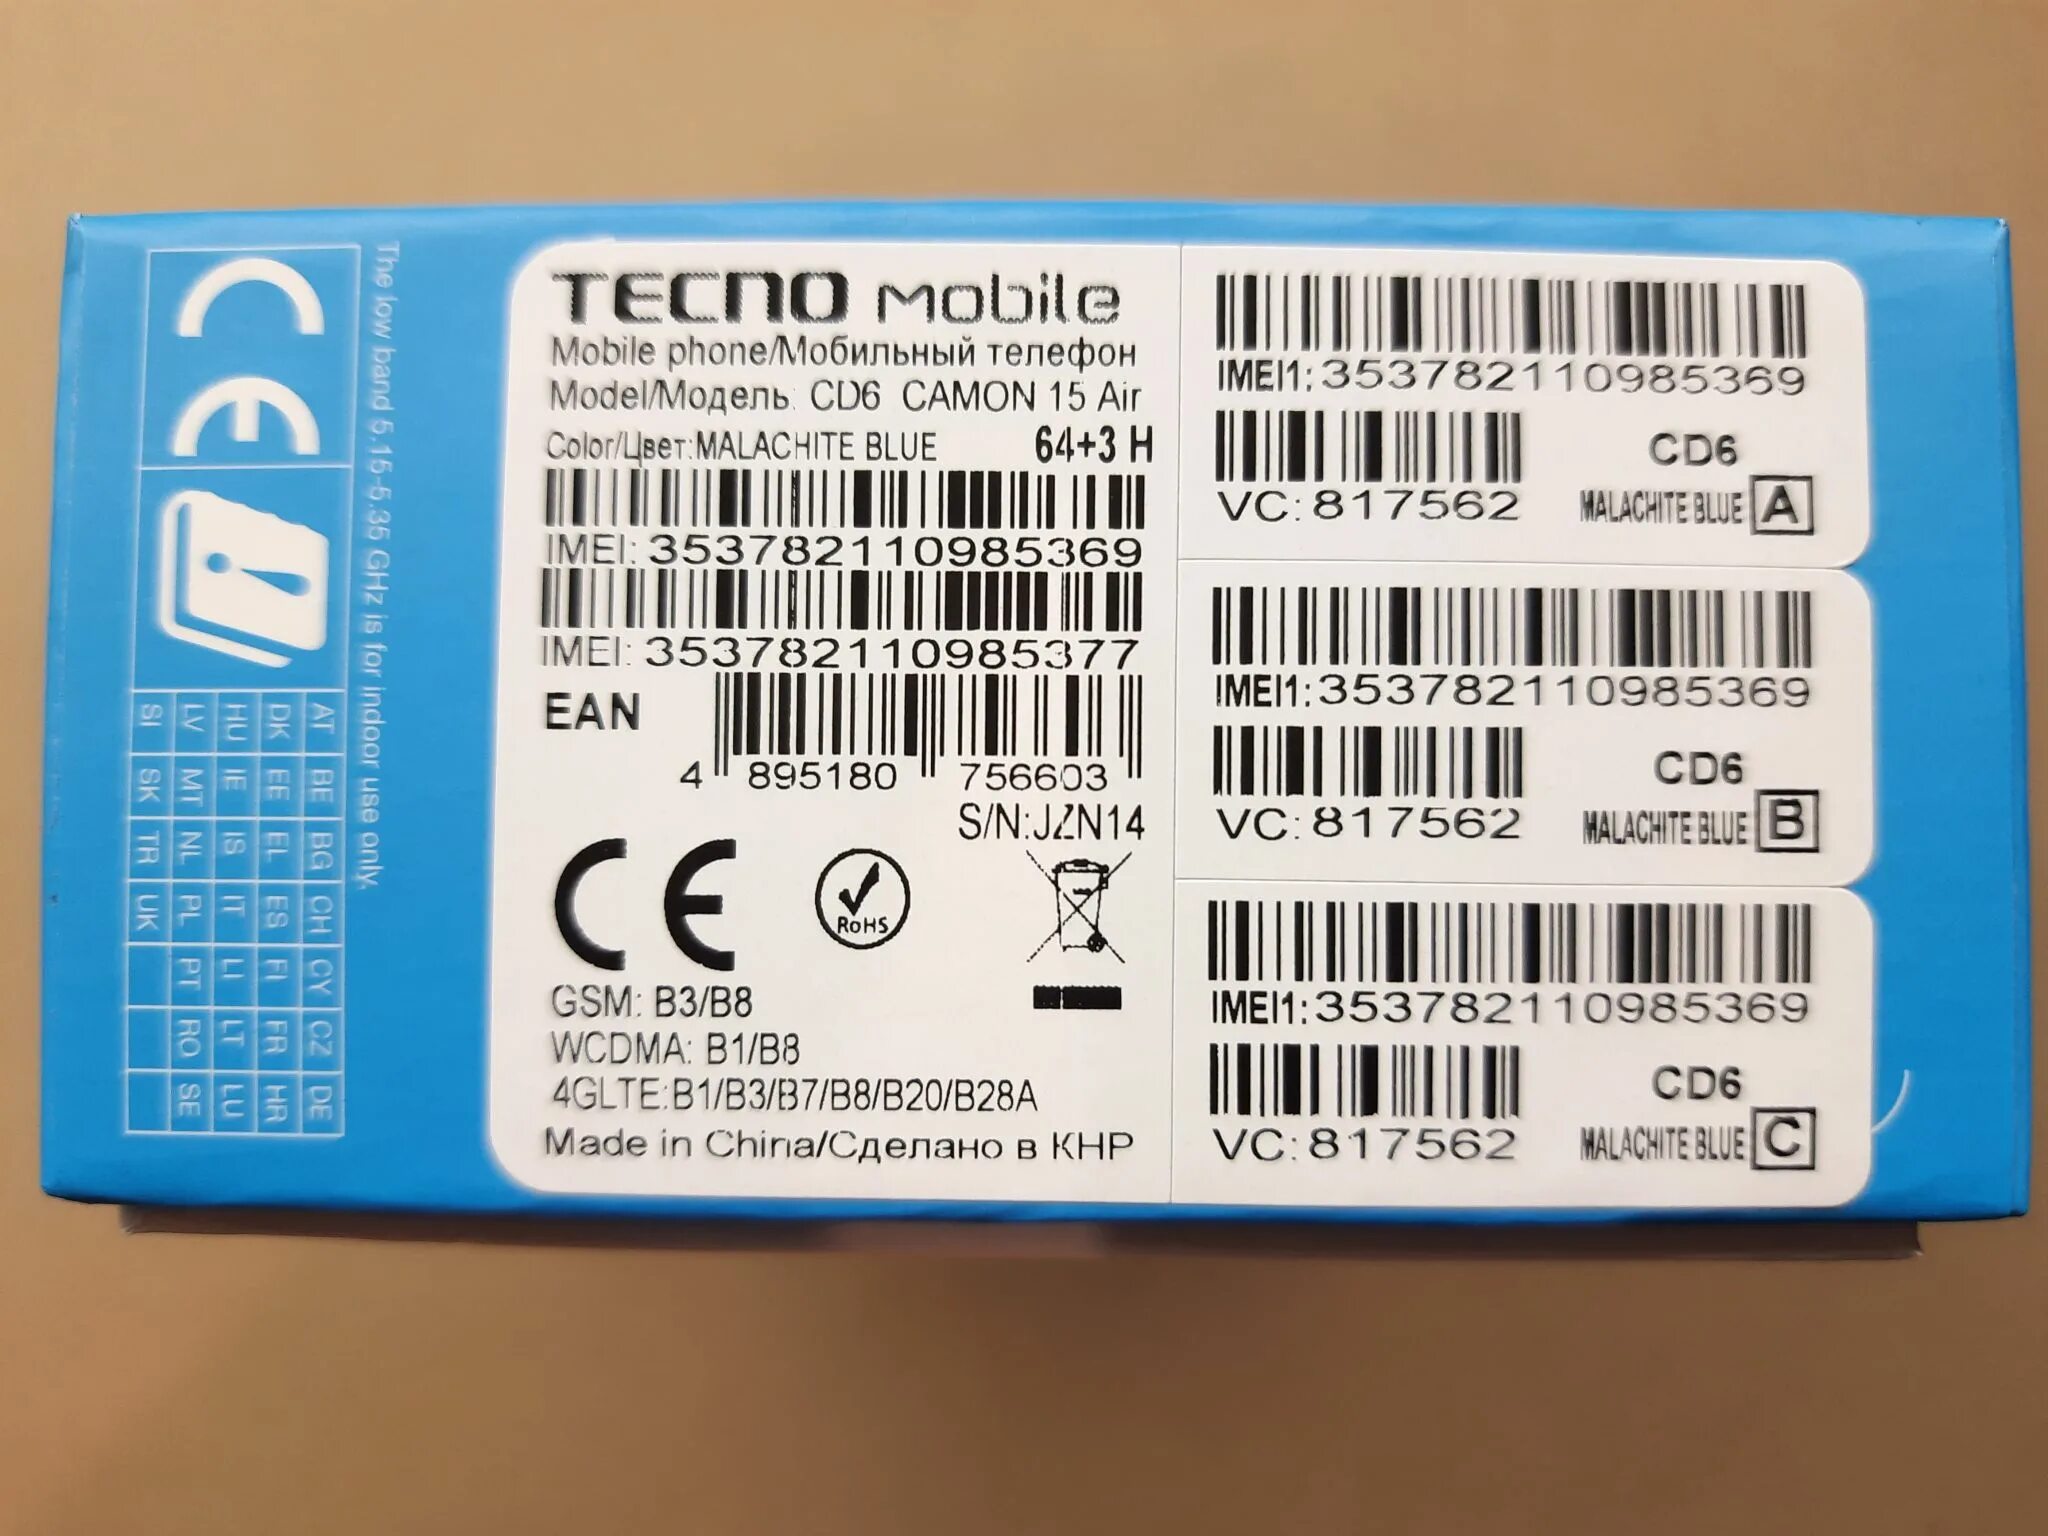 The low band 5.15-5.35 GHz is for indoor use only.
AT BE BG CH CY CZ DE
DK EE EL ES FI FR HR
HU IE IS IT LI LT LU
LV MT NL PL PT RO SE
SI SK TR UK
TECNO mobile
Mobile phone/Мобильный телефон
Model/Модель: CD6 CAMON 15 Air
Color/Цвет:MALACHITE BLUE 64+3 H
IMEI: 353782110985369
IMEI: 353782110985377
EAN
4 895180 756603
S/N:JZN14
CE
RoHS
GSM: B3/B8
WCDMA: B1/B8
4GLTE:B1/B3/B7/B8/B20/B28A
Made in China/Сделано в КНР
IMEI1:353782110985369
CD6
VC:817562 MALACHITE BLUE A
IMEI1:353782110985369
CD6
VC:817562 MALACHITE BLUE B
IMEI1:353782110985369
CD6
VC:817562 MALACHITE BLUE C